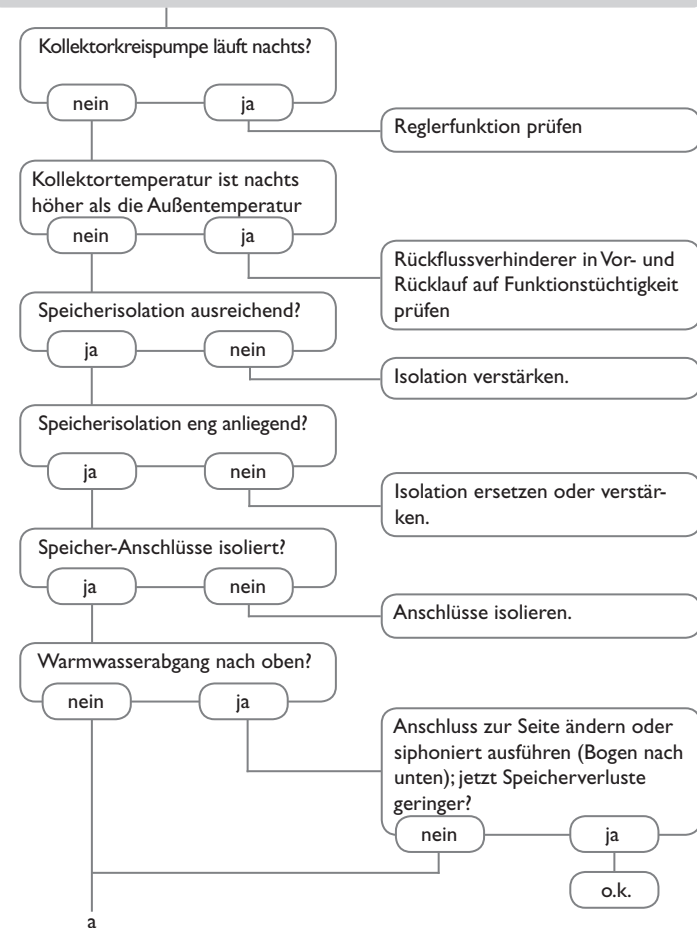 Kollektorkreispumpe läuft nachts?
nein
ja
Reglerfunktion prüfen
Kollektortemperatur ist nachts
höher als die Außentemperatur
nein
ja
Rückflussverhinderer in Vor- und
Rücklauf auf Funktionstüchtigkeit
prüfen
Speicherisolation ausreichend?
ja
nein
Isolation verstärken.
Speicherisolation eng anliegend?
ja
nein
Isolation ersetzen oder verstär-
ken.
Speicher-Anschlüsse isoliert?
ja
nein
Anschlüsse isolieren.
Warmwasserabgang nach oben?
nein
ja
Anschluss zur Seite ändern oder
siphoniert ausführen (Bogen nach
unten); jetzt Speicherverluste
geringer?
nein
ja
o.k.
a